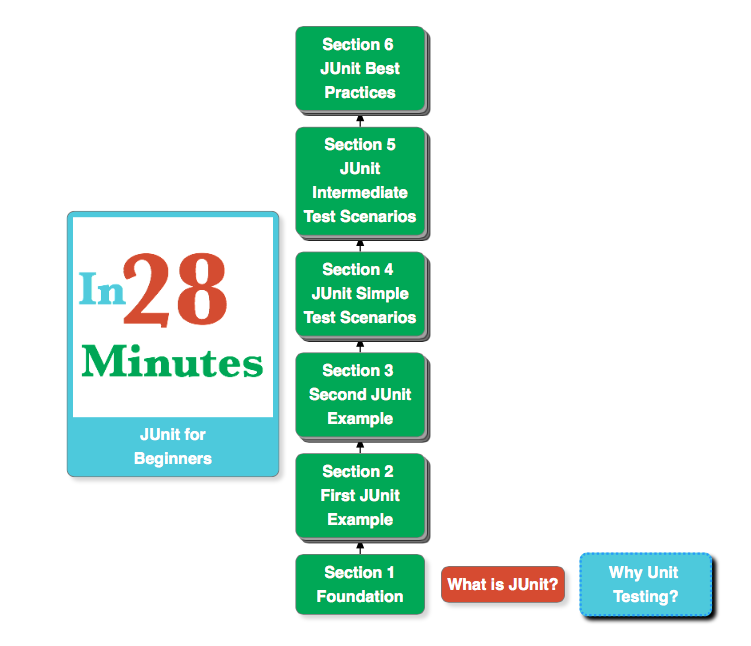 Section 6
JUnit Best
Practices
Section 5
JUnit
Intermediate
Test Scenarios
Section 4
JUnit Simple
Test Scenarios
Section 3
Second JUnit
Example
Section 2
First JUnit
Example
Section 1
Foundation
What is JUnit?
Why Unit
Testing?
In28
Minutes
JUnit for
Beginners